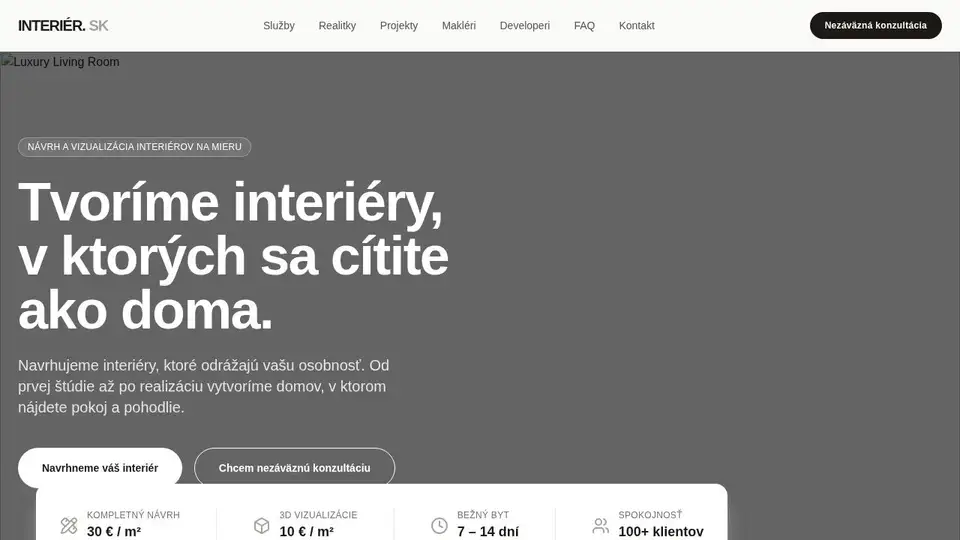 INTERIÉR. SK
Služby
Realitky
Projekty
Makléri
Developeri
FAQ
Kontakt
Nezáväzná konzultácia
Luxury Living Room
NÁVRH A VIZUALIZÁCIA INTERIÉROV NA MIERU
Tvoríme interiéry,
v ktorých sa cítite
ako doma.
Navrhujeme interiéry, ktoré odrážajú vašu osobnosť. Od
prvej štúdie až po realizáciu vytvoríme domov, v ktorom
nájdete pokoj a pohodlie.
Navrhneme váš interiér
Chcem nezáväznú konzultáciu
KOMPLETNÝ NÁVRH
30 € / m²
3D VIZUALIZÁCIE
10 € / m²
BEŽNÝ BYT
7 – 14 dní
SPOKOJNOSŤ
100+ klientov